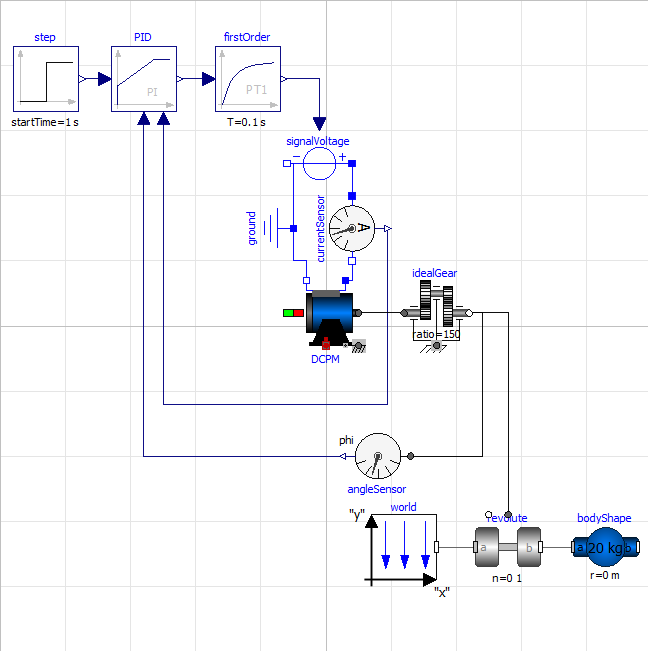 step
PID
firstOrder
PI
PT1
startTime=1 s
T=0.1 s
signalVoltage
−
+
ground
currentSensor
A
idealGear
ratio=150
DCPM
phi
angleSensor
world
"y"
"x"
revolute
a
b
n=0 1
bodyShape
a
20 kg
b
r=0 m